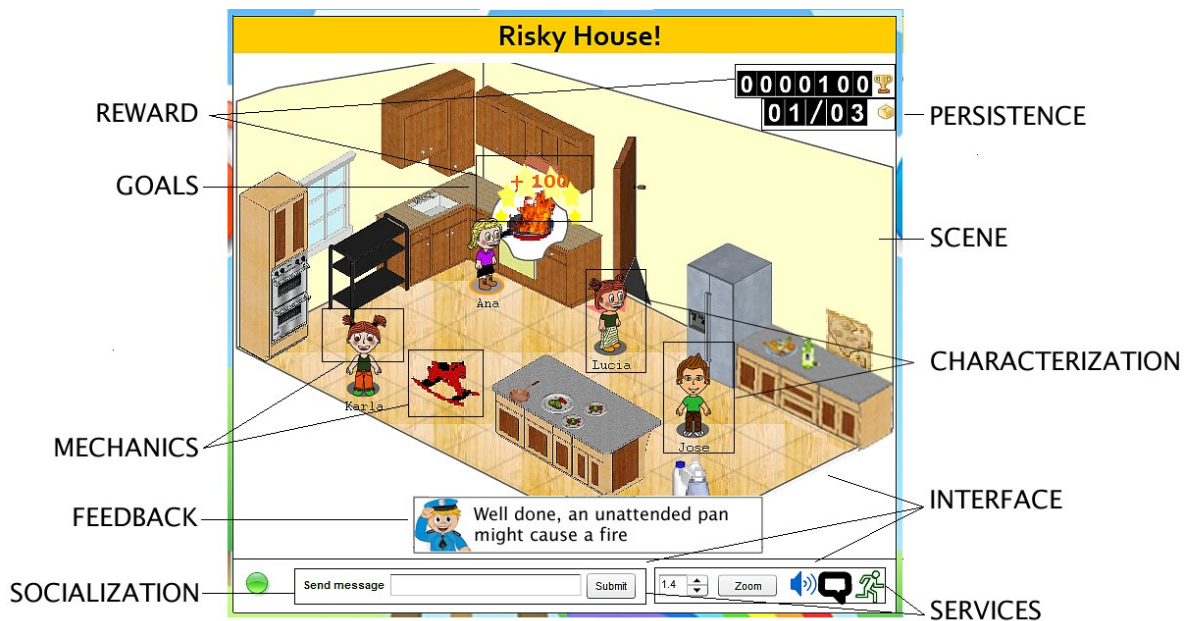 Risky House!
0000100
REWARD
01/03
PERSISTENCE
GOALS
+ 100
SCENE
Ana
Lucia
CHARACTERIZATION
Karla
MECHANICS
Jose
INTERFACE
FEEDBACK
Well done, an unattended pan
might cause a fire
SOCIALIZATION
Send message
Submit
1.4
Zoom
SERVICES